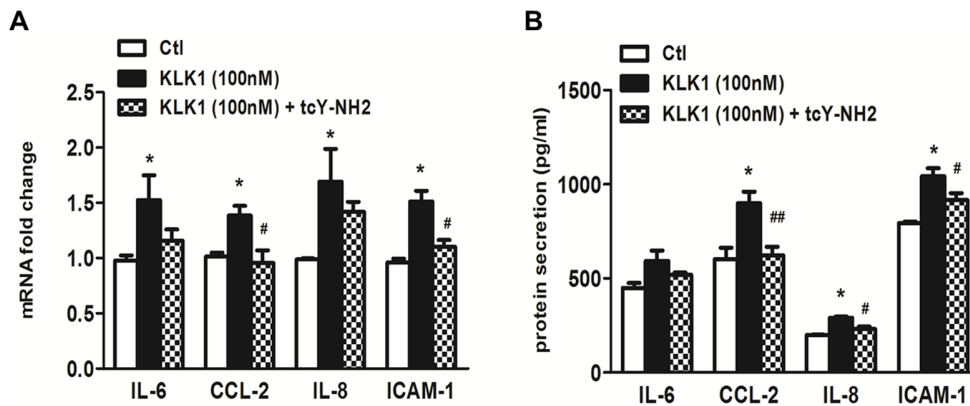 A
Ctl
KLK1 (100nM)
KLK1 (100nM) + tcY-NH2
mRNA fold change
2.5
2.0
1.5
1.0
0.5
0.0
*
*
#
*
*
#
IL-6 CCL-2 IL-8 ICAM-1
B
Ctl
KLK1 (100nM)
KLK1 (100nM) + tcY-NH2
protein secretion (pg/ml)
1500
1000
500
0
*
##
*
#
*
#
IL-6 CCL-2 IL-8 ICAM-1